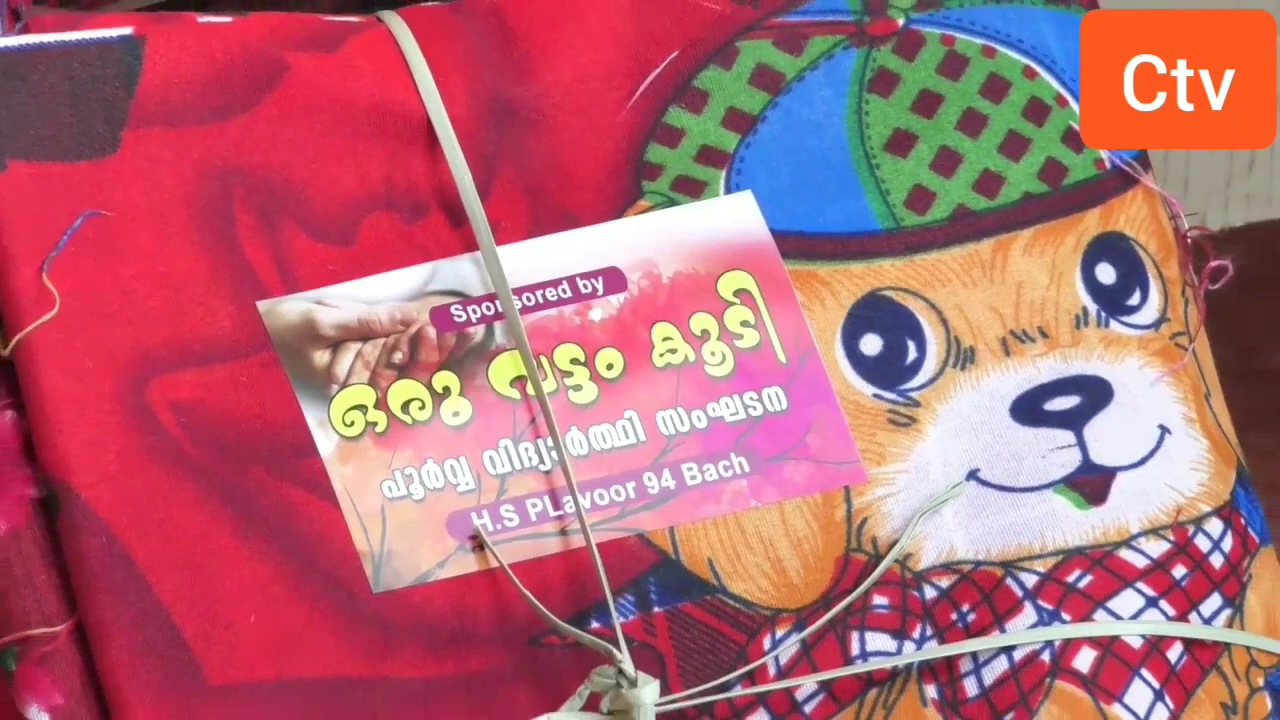 Ctv
Sponsored by
ഒരു വട്ടം കൂടി
പൂർവ്വ വിദ്യാർത്ഥി സംഘടന
H.S PLavoor 94 Bach